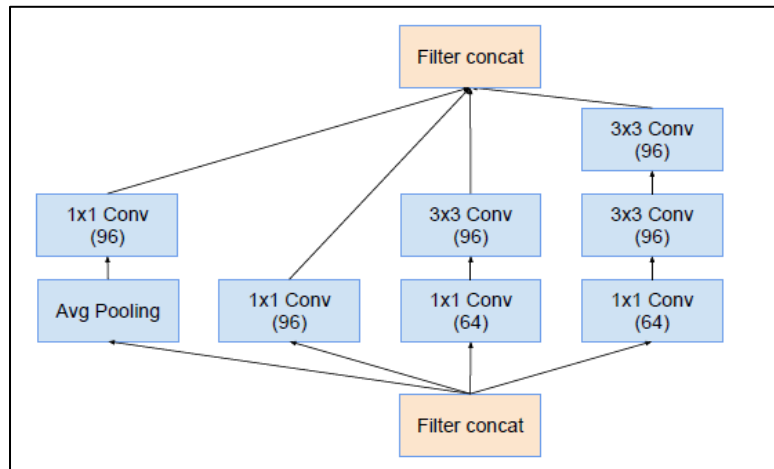 Filter concat
3x3 Conv
(96)
1x1 Conv
(96)
3x3 Conv
(96)
3x3 Conv
(96)
Avg Pooling
1x1 Conv
(96)
1x1 Conv
(64)
1x1 Conv
(64)
Filter concat